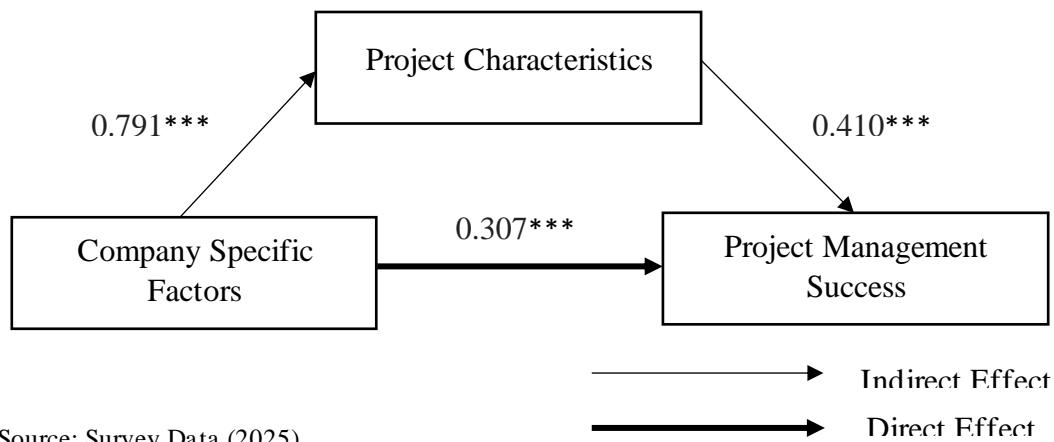 Project Characteristics
0.791***
0.410***
0.307***
Company Specific
Factors
Project Management
Success
Indirect Effect
Direct Effect
Source: Survey Data (2025)